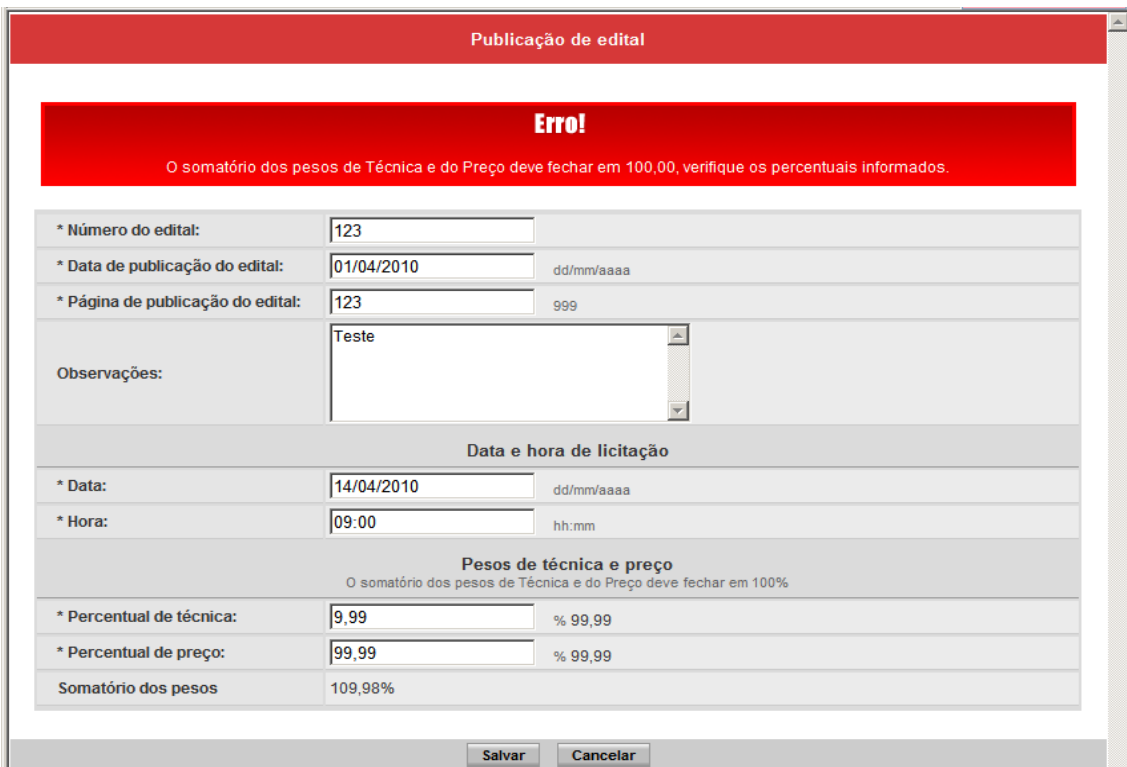 Publicação de edital
Erro!
O somatório dos pesos de Técnica e do Preço deve fechar em 100,00, verifique os percentuais informados.
* Número do edital: 123
* Data de publicação do edital: 01/04/2010 dd/mm/aaaa
* Página de publicação do edital: 123 999
Observações: Teste
Data e hora de licitação
* Data: 14/04/2010 dd/mm/aaaa
* Hora: 09:00 hh:mm
Pesos de técnica e preço
O somatório dos pesos de Técnica e do Preço deve fechar em 100%
* Percentual de técnica: 9,99 % 99,99
* Percentual de preço: 99,99 % 99,99
Somatório dos pesos 109,98%
Salvar Cancelar